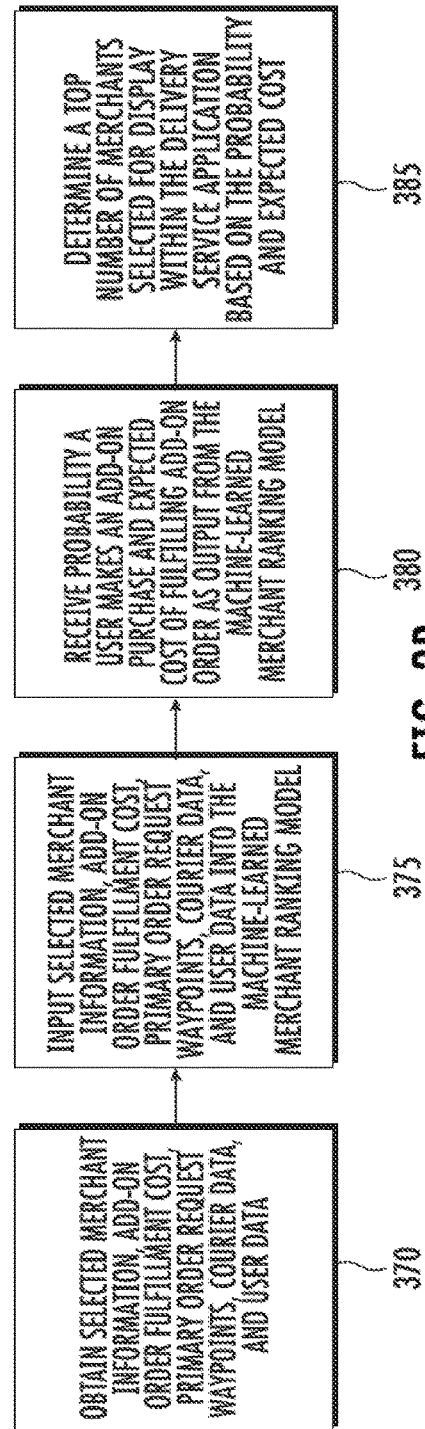 OBTAIN SELECTED MERCHANT
INFORMATION, ADD-ON
ORDER FULFILLMENT COST,
PRIMARY ORDER REQUEST
WAYPOINTS, COURIER DATA,
AND USER DATA
370
INPUT SELECTED MERCHANT
INFORMATION, ADD-ON
ORDER FULFILLMENT COST,
PRIMARY ORDER REQUEST
WAYPOINTS, COURIER DATA,
AND USER DATA INTO THE
MACHINE-LEARNED
MERCHANT RANKING MODEL
375
RECEIVE PROBABILITY A
USER MAKES AN ADD-ON
PURCHASE AND EXPECTED
COST OF FULFILLING ADD-ON
ORDER AS OUTPUT FROM THE
MACHINE-LEARNED
MERCHANT RANKING MODEL
380
DETERMINE A TOP
NUMBER OF MERCHANTS
SELECTED FOR DISPLAY
WITHIN THE DELIVERY
SERVICE APPLICATION
BASED ON THE PROBABILITY
AND EXPECTED COST
385